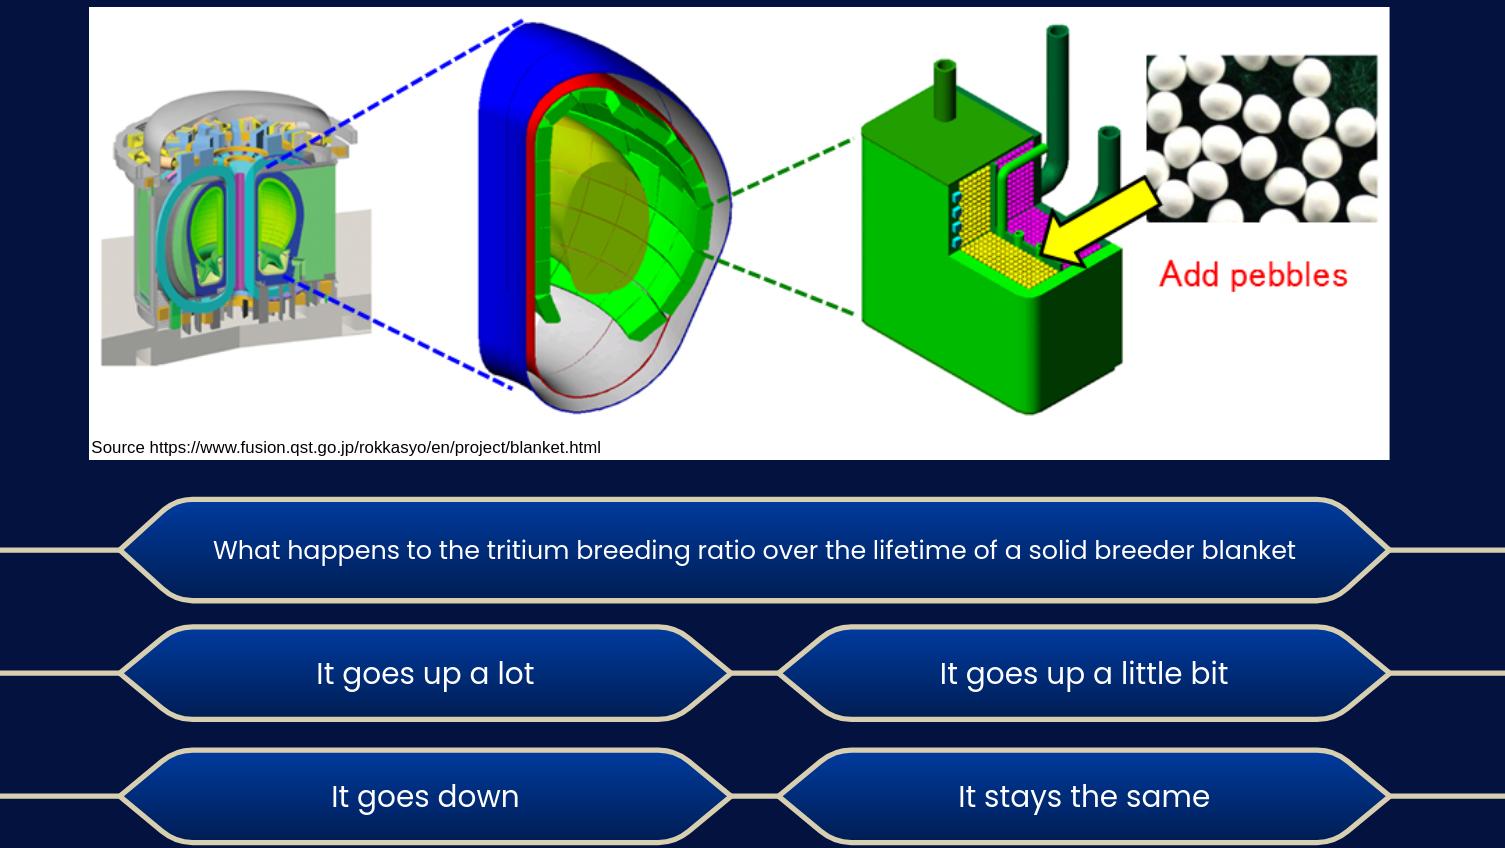 Add pebbles
Source https://www.fusion.qst.go.jp/rokkasyo/en/project/blanket.html
What happens to the tritium breeding ratio over the lifetime of a solid breeder blanket
It goes up a lot
It goes up a little bit
It goes down
It stays the same